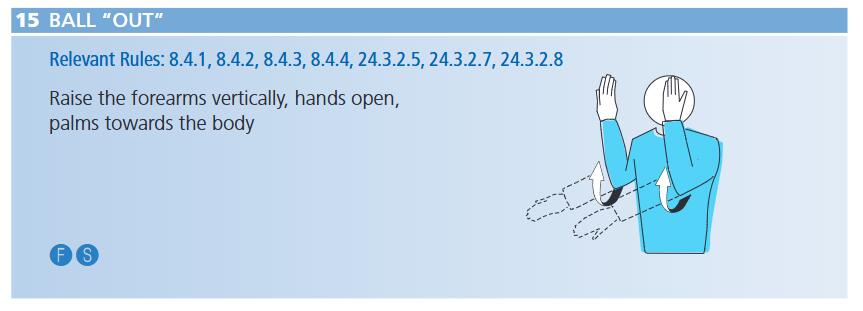 15 BALL “OUT”
Relevant Rules: 8.4.1, 8.4.2, 8.4.3, 8.4.4, 24.3.2.5, 24.3.2.7, 24.3.2.8
Raise the forearms vertically, hands open,
palms towards the body
F S